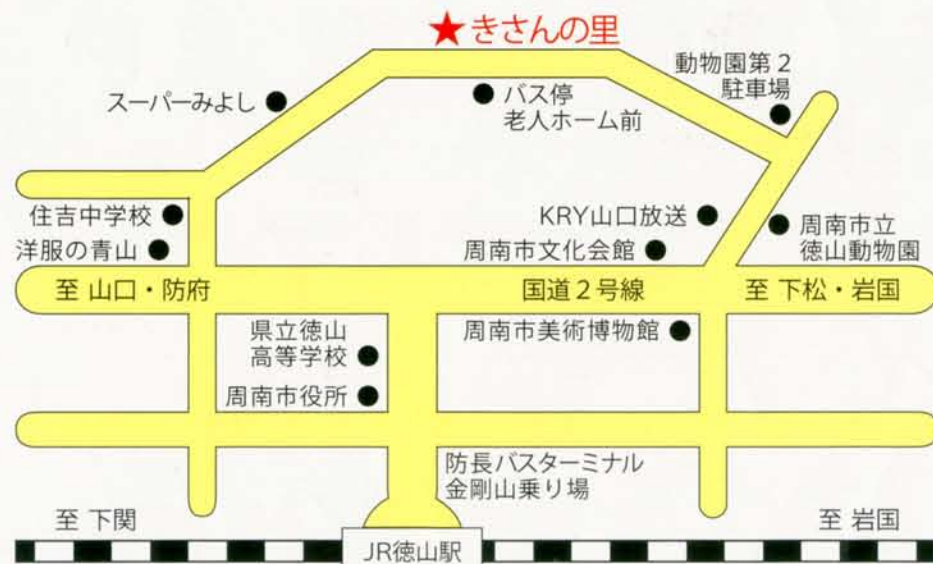 ★きさんの里
動物園第2
駐車場
スーパーみよし
バス停
老人ホーム前
住吉中学校
KRY山口放送
周南市立
徳山動物園
洋服の青山
周南市文化会館
至 山口・防府
国道2号線
至 下松・岩国
県立徳山
高等学校
周南市美術博物館
周南市役所
防長バスターミナル
金剛山乗り場
至 下関
至 岩国
JR徳山駅